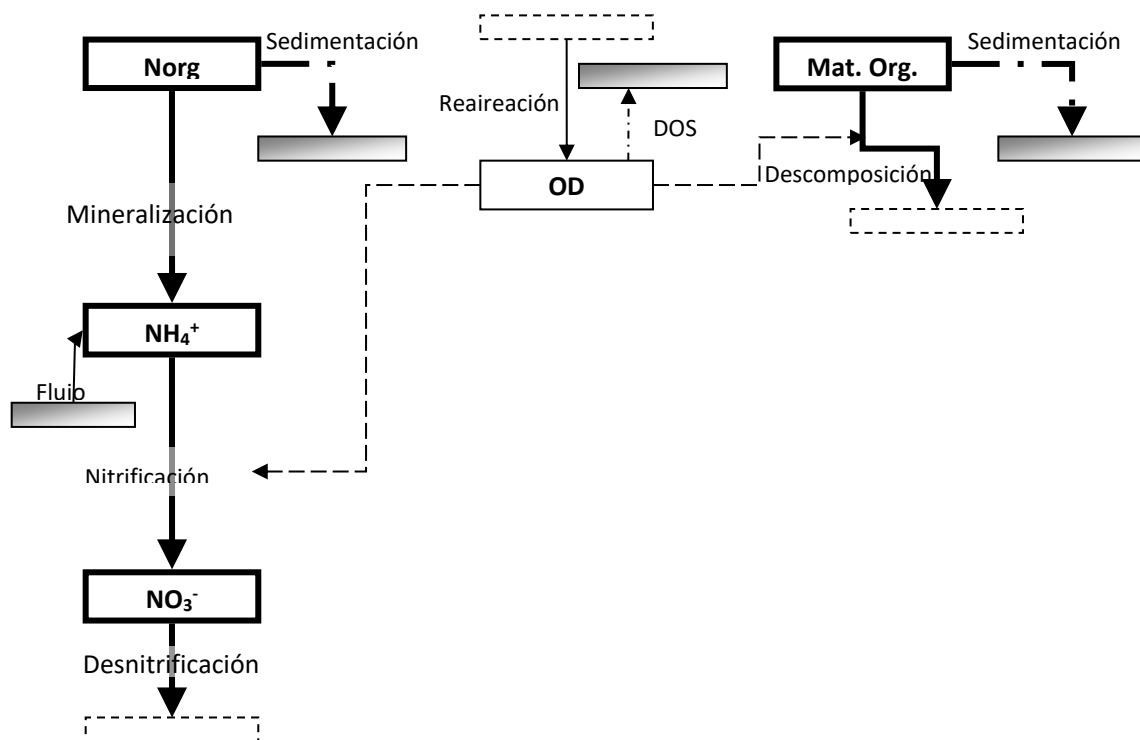 Sedimentación
Norg
Reaireación
DOS
OD
Sedimentación
Mat. Org.
Descomposición
Mineralización
NH₄⁺
Flujo
Nitrificación
NO₃⁻
Desnitrificación